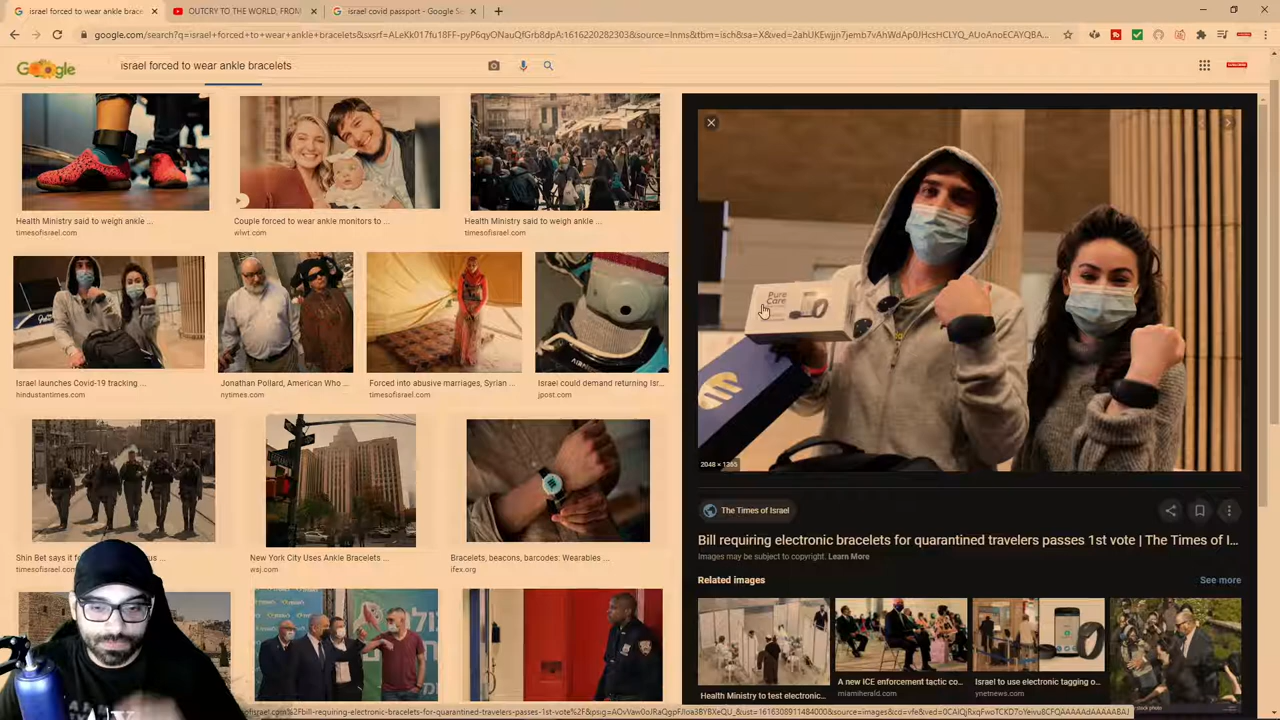 israel forced to wear ankle brace
OUTCRY TO THE WORLD, FROM
israel covid passport - Google Se
Google
israel forced to wear ankle bracelets
Health Ministry said to weigh ankle ...
timesofisrael.com
Couple forced to wear ankle monitors to ...
wlwt.com
Health Ministry said to weigh ankle ...
timesofisrael.com
Israel launches Covid-19 tracking ...
hindustantimes.com
Jonathan Pollard, American Who ...
nytimes.com
Forced into abusive marriages, Syrian ...
timesofisrael.com
Israel could demand returning Isr...
jpost.com
Shin Bet says it
New York City Uses Ankle Bracelets ...
wsj.com
Bracelets, beacons, barcodes: Wearables ...
ifex.org
Pure
Care
2048 × 1365
The Times of Israel
Bill requiring electronic bracelets for quarantined travelers passes 1st vote | The Times of I...
Images may be subject to copyright. Learn More
Related images
See more
Health Ministry to test electronic...
A new ICE enforcement tactic co...
miamiherald.com
Israel to use electronic tagging o...
ynetnews.com